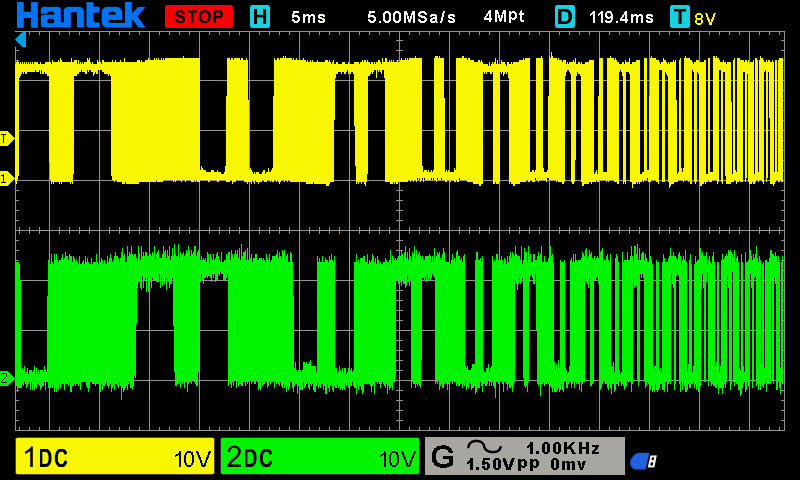 Hantek STOP H 5ms 5.00MSa/s 4Mpt D 119.4ms T 8V
T
1
2
1DC 10V 2DC 10V G 1.00KHz
1.50Vpp 0mv